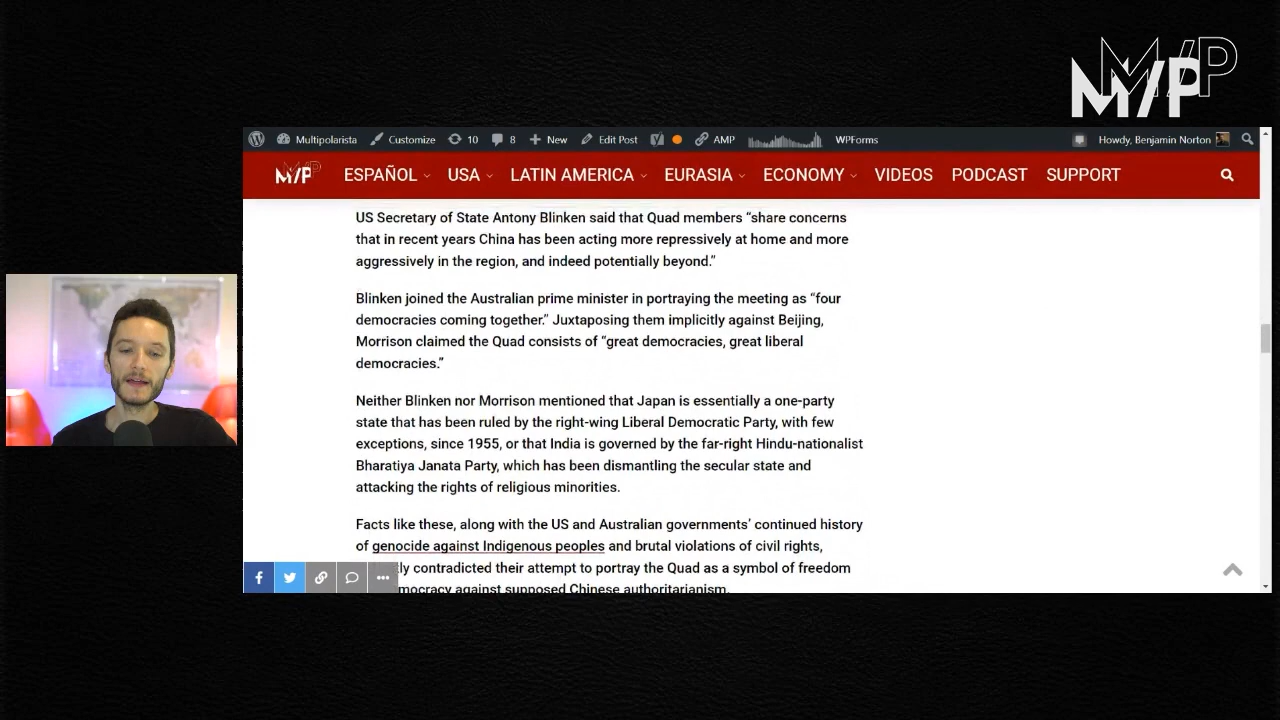 M/P
M/P
Multipolarista Customize 10 8 New Edit Post AMP WPForms Howdy, Benjamin Norton
M/P ESPAÑOL USA LATIN AMERICA EURASIA ECONOMY VIDEOS PODCAST SUPPORT
US Secretary of State Antony Blinken said that Quad members “share concerns
that in recent years China has been acting more repressively at home and more
aggressively in the region, and indeed potentially beyond.”
Blinken joined the Australian prime minister in portraying the meeting as “four
democracies coming together.” Juxtaposing them implicitly against Beijing,
Morrison claimed the Quad consists of “great democracies, great liberal
democracies.”
Neither Blinken nor Morrison mentioned that Japan is essentially a one-party
state that has been ruled by the right-wing Liberal Democratic Party, with few
exceptions, since 1955, or that India is governed by the far-right Hindu-nationalist
Bharatiya Janata Party, which has been dismantling the secular state and
attacking the rights of religious minorities.
Facts like these, along with the US and Australian governments’ continued history
of genocide against Indigenous peoples and brutal violations of civil rights,
contradicted their attempt to portray the Quad as a symbol of freedom
against supposed Chinese authoritarianism.